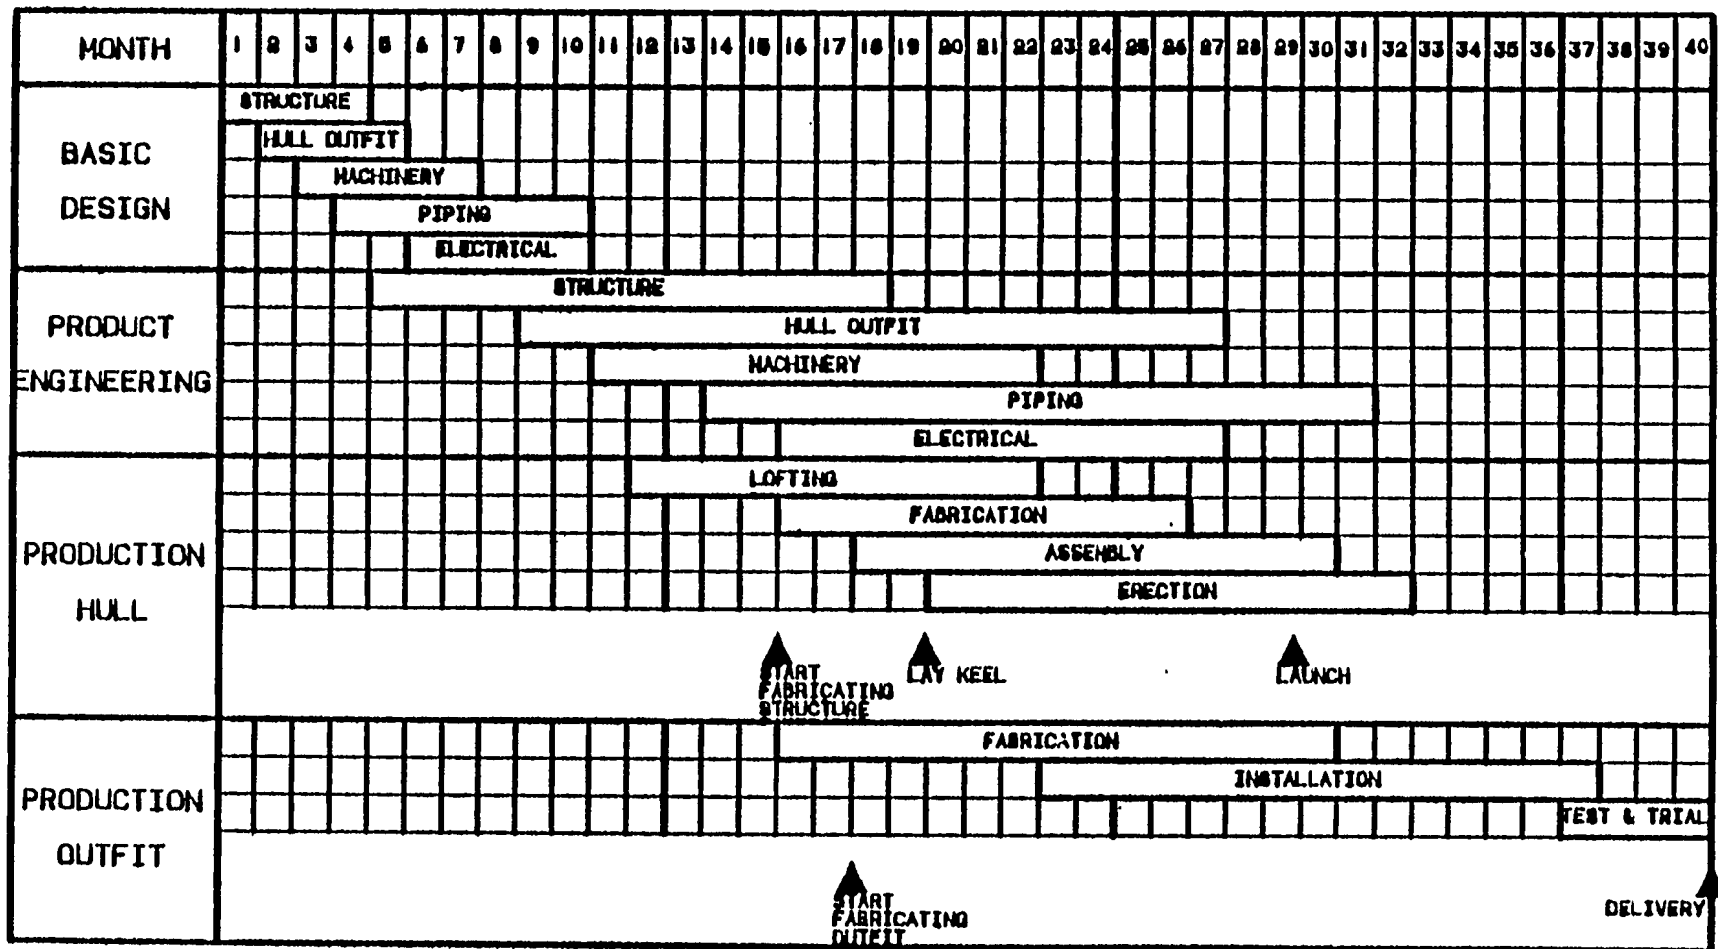 MONTH 1 2 3 4 5 6 7 8 9 10 11 12 13 14 15 16 17 18 19 20 21 22 23 24 25 26 27 28 29 30 31 32 33 34 35 36 37 38 39 40
BASIC
DESIGN
STRUCTURE
HULL OUTFIT
MACHINERY
PIPING
ELECTRICAL
PRODUCT
ENGINEERING
STRUCTURE
HULL OUTFIT
MACHINERY
PIPING
ELECTRICAL
PRODUCTION
HULL
LOFTING
FABRICATION
ASSEMBLY
ERECTION
START
FABRICATING
STRUCTURE
LAY KEEL
LAUNCH
PRODUCTION
OUTFIT
FABRICATION
INSTALLATION
TEST & TRIAL
START
FABRICATING
OUTFIT
DELIVERY